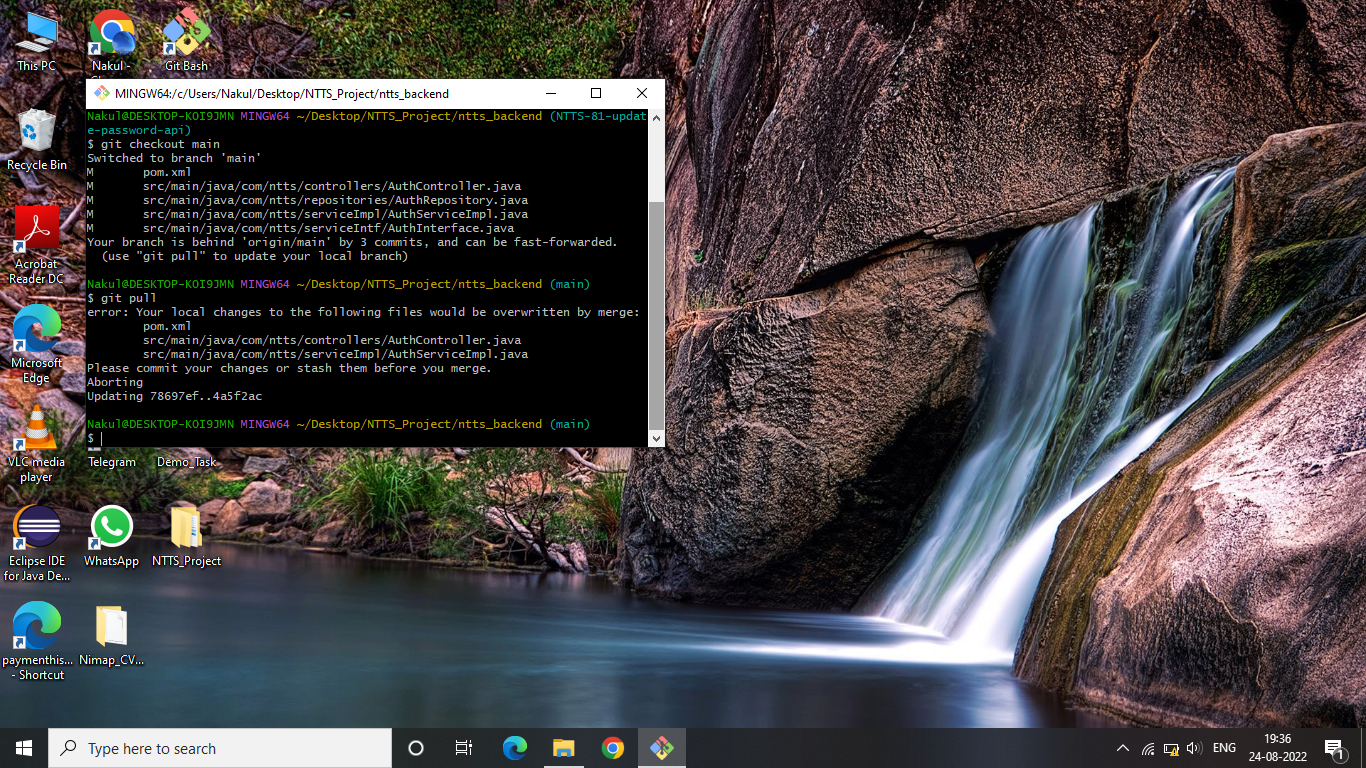 This PC
Nakul -
Git Bash
Recycle Bin
Acrobat
Reader DC
Microsoft
Edge
VLC media
player
Telegram
Demo_Task
Eclipse IDE
for Java De...
WhatsApp
NTTS_Project
paymenthis...
- Shortcut
Nimap_CV...
MINGW64:/c/Users/Nakul/Desktop/NTTS_Project/ntts_backend
Nakul@DESKTOP-KOI9JMN MINGW64 ~/Desktop/NTTS_Project/ntts_backend (NTTS-81-updat
e-password-api)
$ git checkout main
Switched to branch 'main'
M       pom.xml
M       src/main/java/com/ntts/controllers/AuthController.java
M       src/main/java/com/ntts/repositories/AuthRepository.java
M       src/main/java/com/ntts/serviceImpl/AuthServiceImpl.java
M       src/main/java/com/ntts/serviceIntf/AuthInterface.java
Your branch is behind 'origin/main' by 3 commits, and can be fast-forwarded.
  (use "git pull" to update your local branch)
Nakul@DESKTOP-KOI9JMN MINGW64 ~/Desktop/NTTS_Project/ntts_backend (main)
$ git pull
error: Your local changes to the following files would be overwritten by merge:
        pom.xml
        src/main/java/com/ntts/controllers/AuthController.java
        src/main/java/com/ntts/serviceImpl/AuthServiceImpl.java
Please commit your changes or stash them before you merge.
Aborting
Updating 78697ef..4a5f2ac
Nakul@DESKTOP-KOI9JMN MINGW64 ~/Desktop/NTTS_Project/ntts_backend (main)
$
Type here to search
ENG
19:36
24-08-2022
1